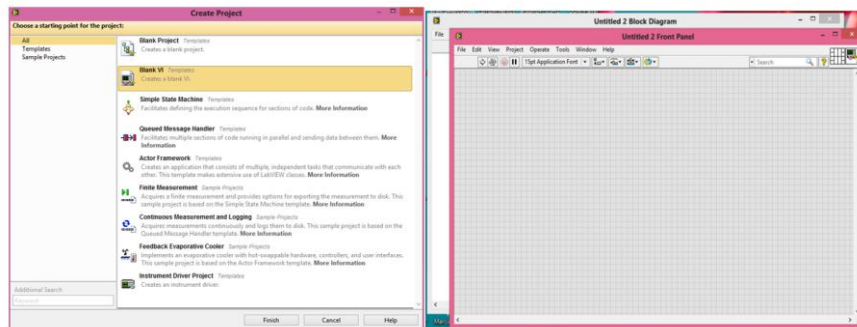 Create Project
Choose a starting point for the project:
All
Templates
Sample Projects
Blank Project Templates
Creates a blank project.
Blank VI Templates
Creates a blank VI.
Simple State Machine Templates
Facilitates defining the execution sequence for sections of code. More Information
Queued Message Handler Templates
Facilitates multiple sections of code running in parallel and sending data between them. More
Information
Actor Framework Templates
Creates an application that consists of multiple, independent tasks that communicate with each
other. This template makes extensive use of LabVIEW classes. More Information
Finite Measurement Sample Projects
Acquires a finite measurement and provides options for exporting the measurement to disk. This
sample project is based on the Simple State Machine template. More Information
Continuous Measurement and Logging Sample Projects
Acquires measurements continuously and logs them to disk. This sample project is based on the
Queued Message Handler template. More Information
Feedback Evaporative Cooler Sample Projects
Implements an evaporative cooler with hot-swappable hardware, controllers, and user interfaces.
This sample project is based on the Actor Framework template. More Information
Instrument Driver Project Templates
Creates an instrument driver.
Additional Search
Keyword
Finish
Cancel
Help
Untitled 2 Block Diagram
File
Untitled 2 Front Panel
File Edit View Project Operate Tools Window Help
15pt Application Font
Search